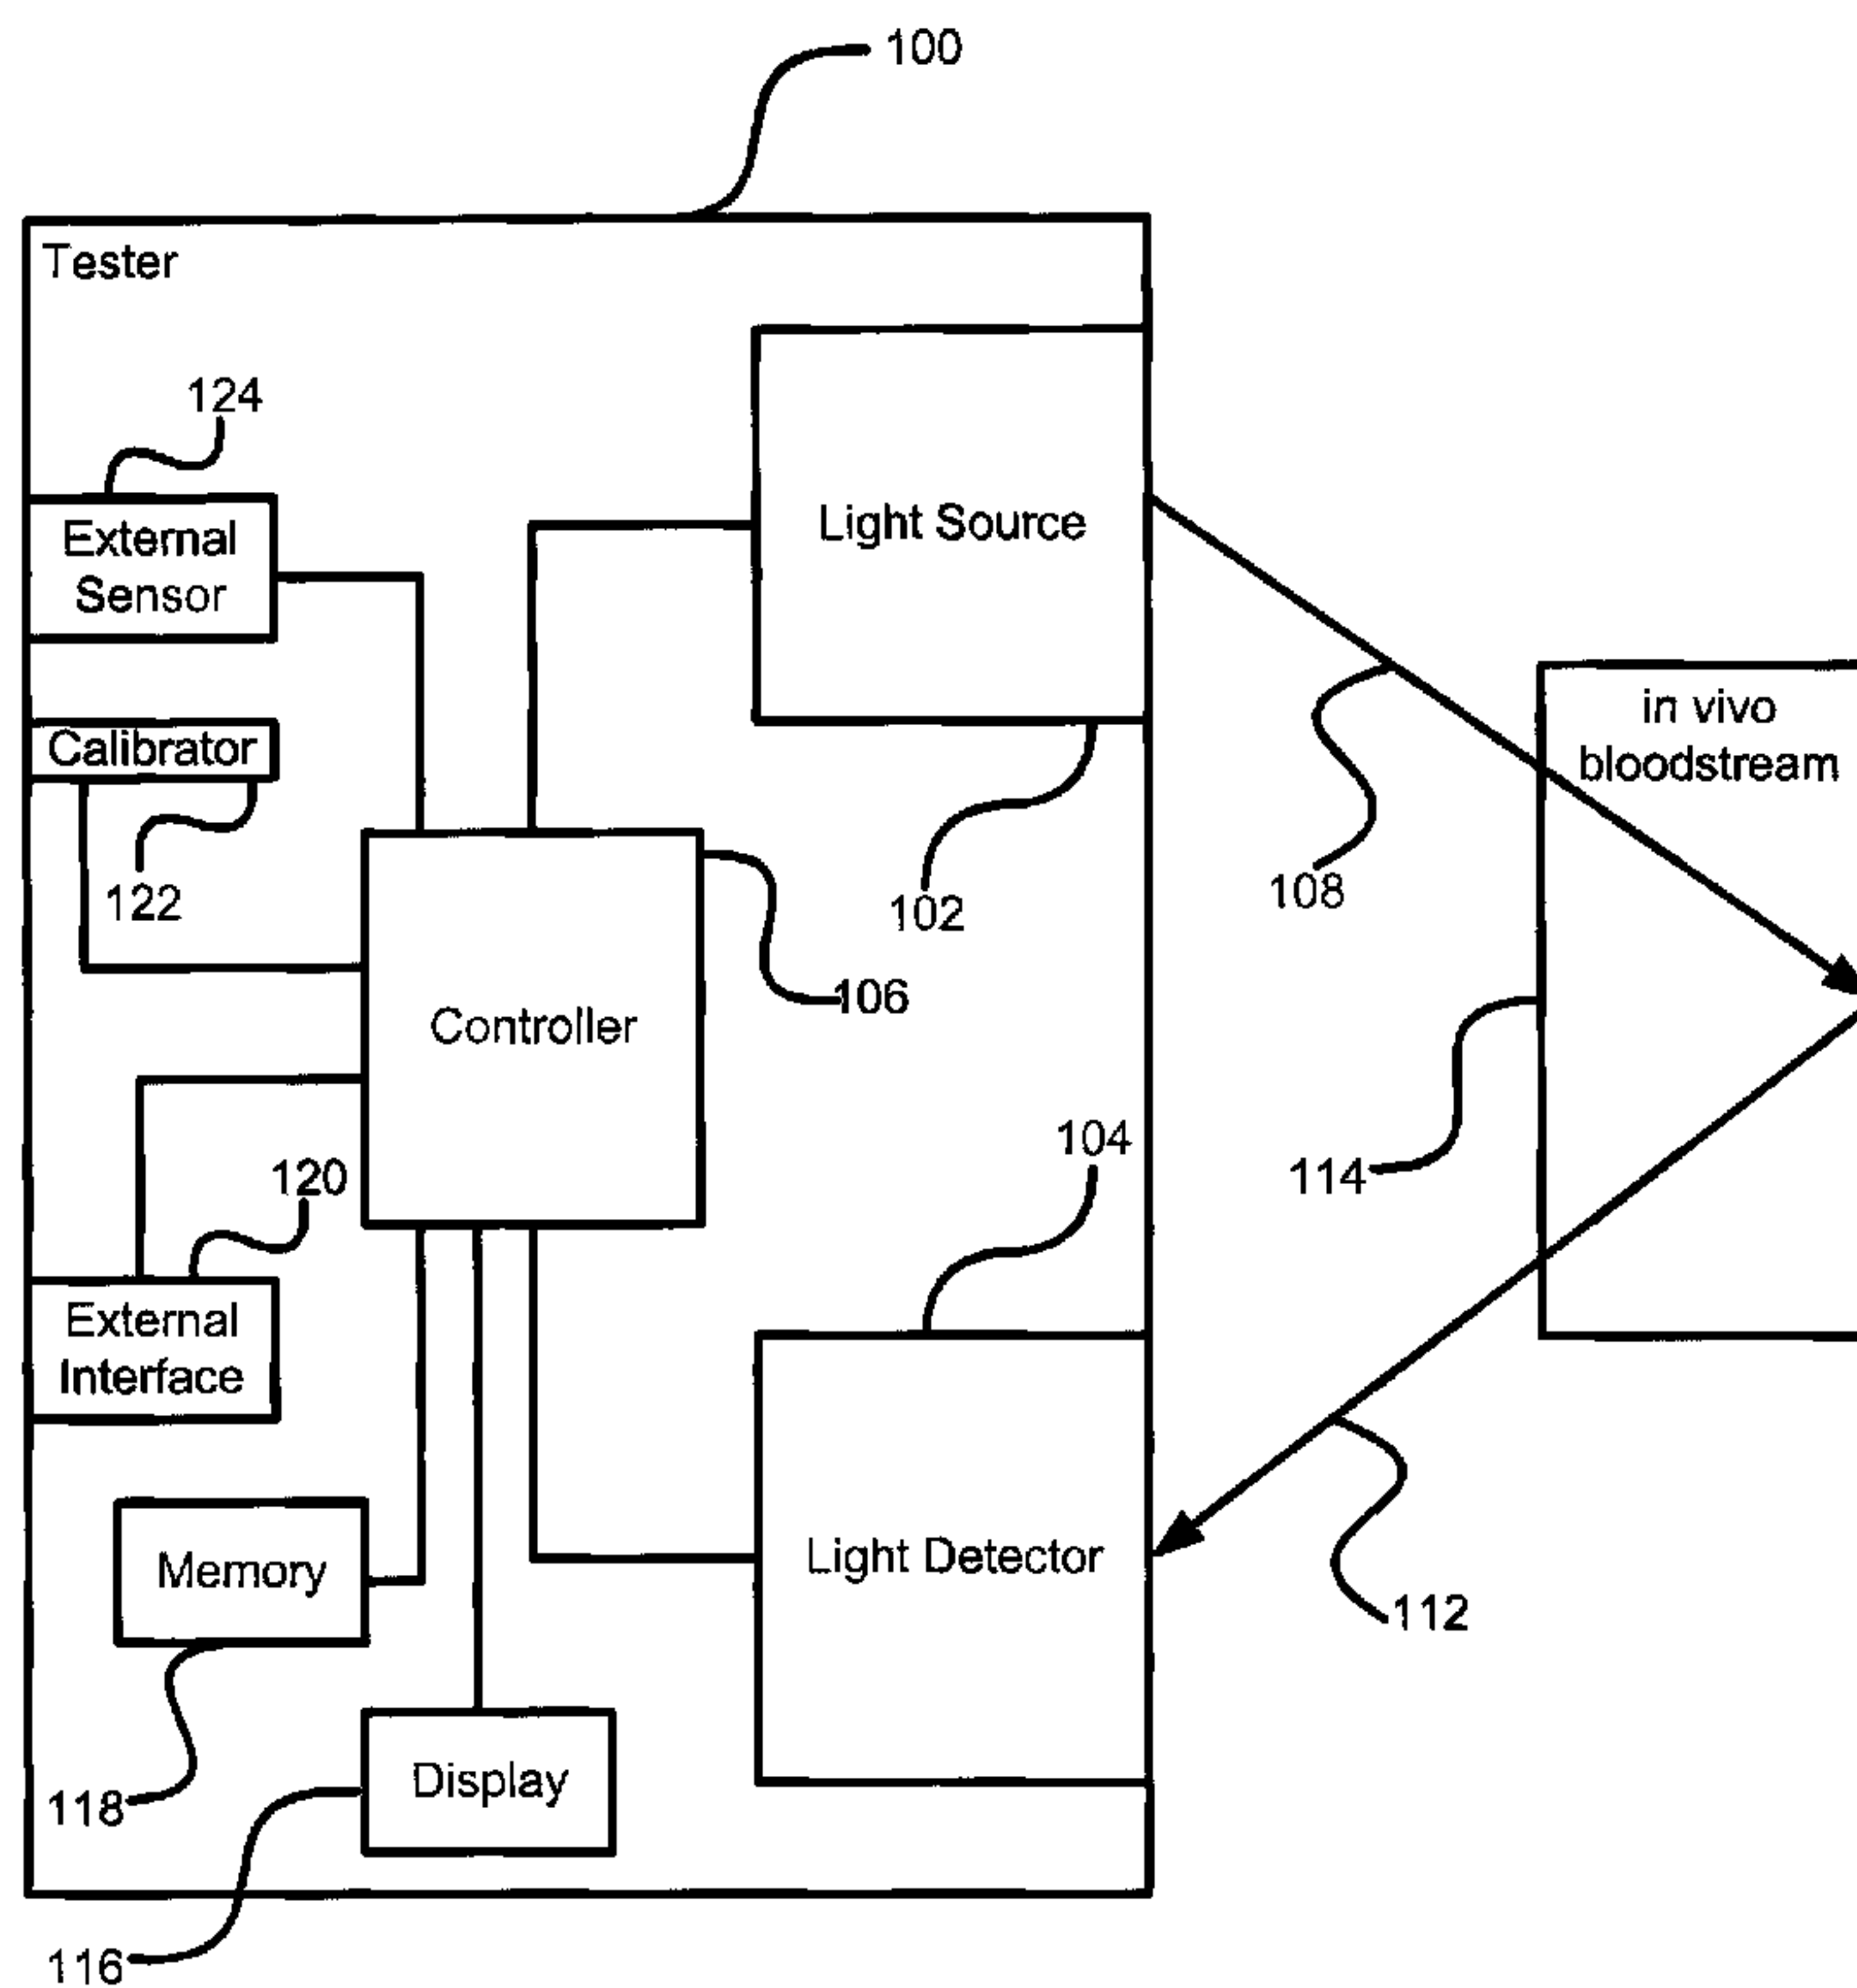 100
Tester
124
External
Sensor
Light Source
in vivo
bloodstream
Calibrator
122
102
108
106
Controller
104
114
120
External
Interface
Light Detector
Memory
112
Display
118
116